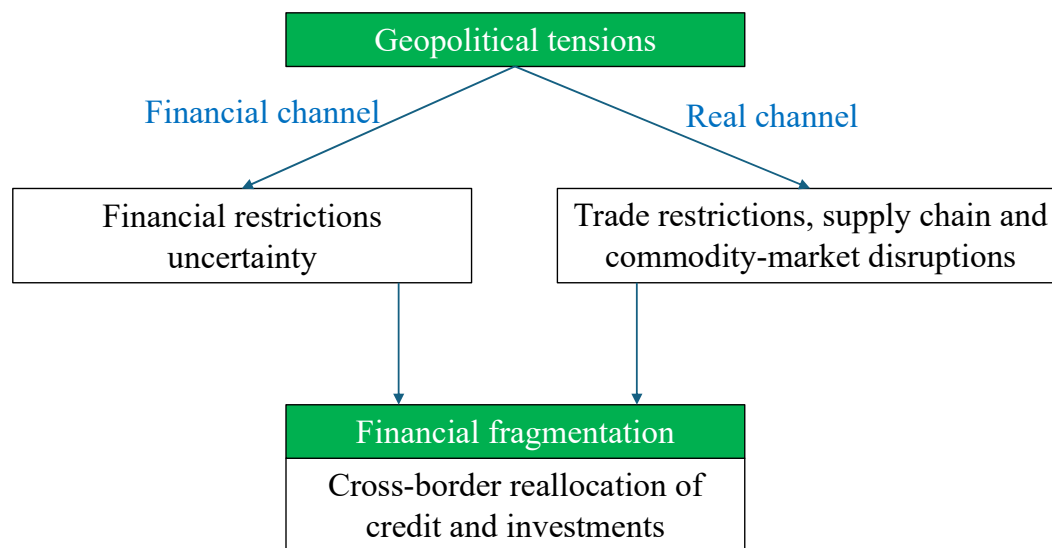 Geopolitical tensions
Financial channel
Real channel
Financial restrictions
uncertainty
Trade restrictions, supply chain and
commodity-market disruptions
Financial fragmentation
Cross-border reallocation of
credit and investments